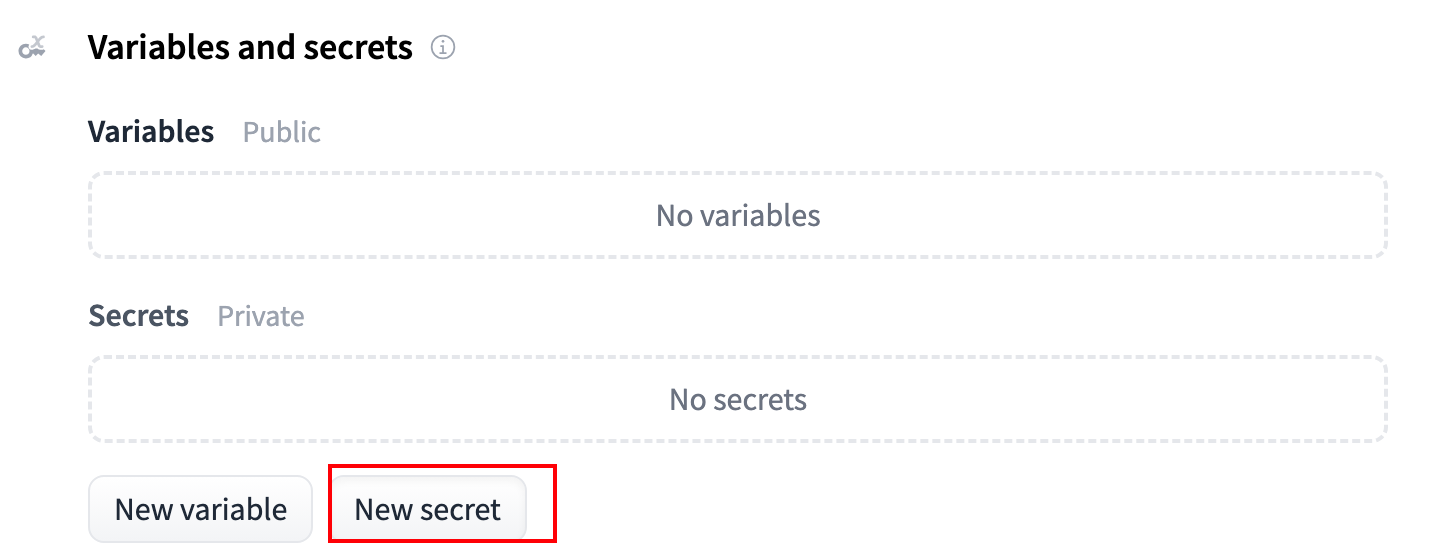 Variables and secrets
Variables Public
No variables
Secrets Private
No secrets
New variable New secret